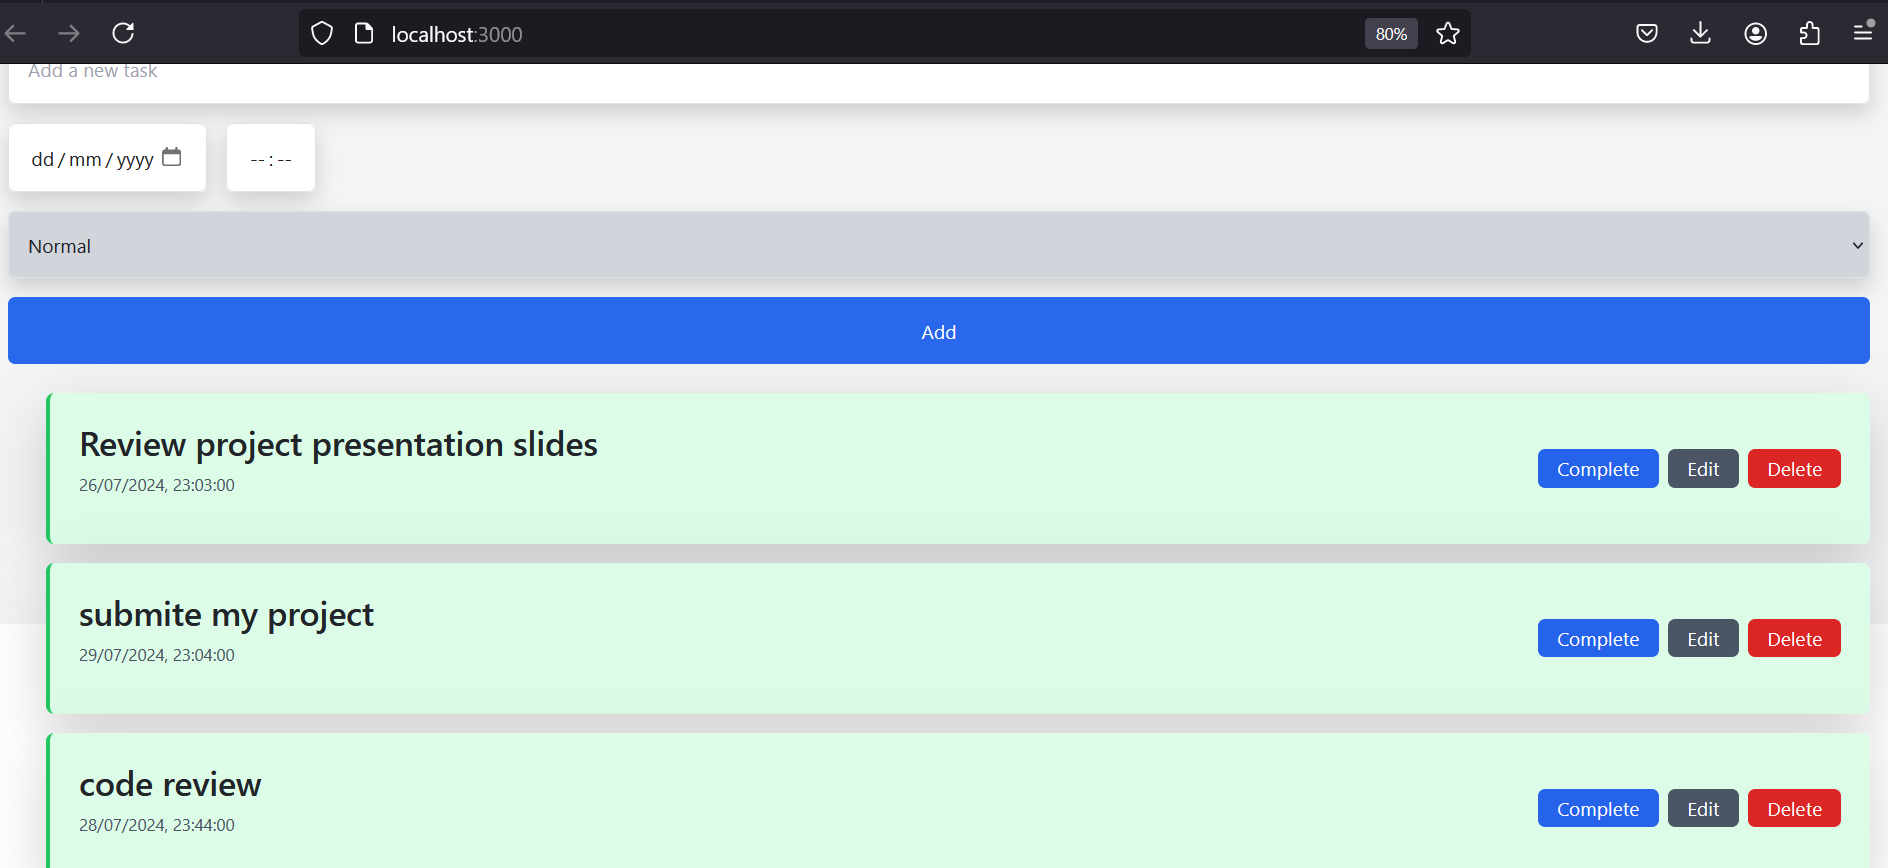 localhost:3000
80%
Add a new task
dd/mm/yyyy
--:--
Normal
Add
Review project presentation slides
26/07/2024, 23:03:00
Complete Edit Delete
submite my project
29/07/2024, 23:04:00
Complete Edit Delete
code review
28/07/2024, 23:44:00
Complete Edit Delete